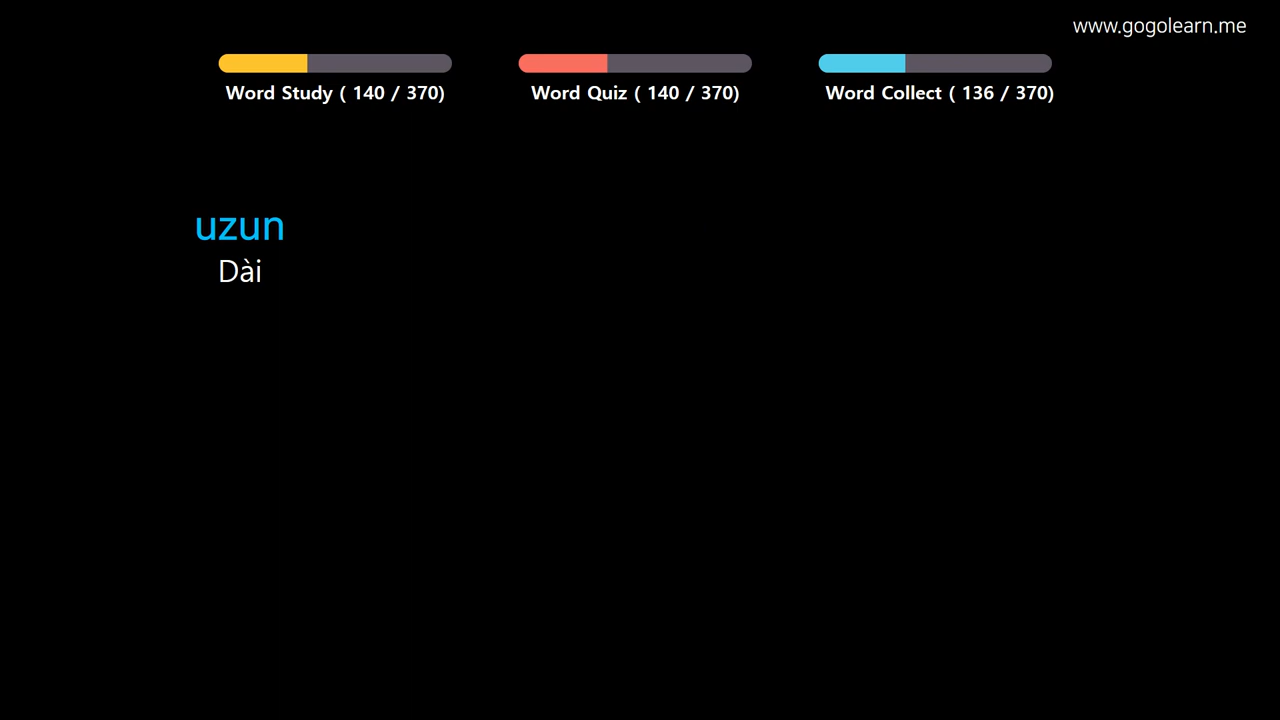 www.gogolearn.me
Word Study ( 140 / 370)
Word Quiz ( 140 / 370)
Word Collect ( 136 / 370)
uzun
Dài